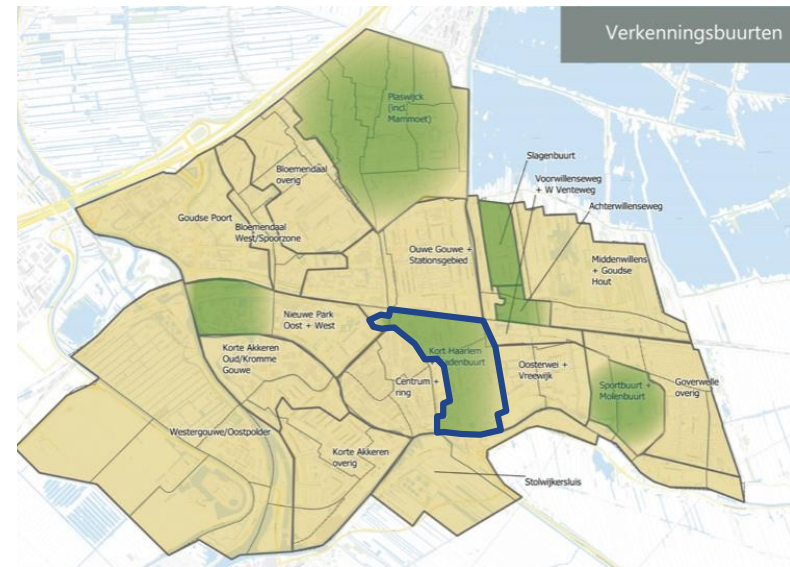 Verkenningsbuurten
Plaswijck
(incl.
Mammoet)
Slagenbuurt
Bloemendaal
overig
Voorwillenseweg
+ W Venteweg
Achterwillenseweg
Goudse Poort
Bloemendaal
West/Spoorzone
Ouwe Gouwe +
Stationsgebied
Middenwillens
+ Goudse
Hout
Nieuwe Park
Oost + West
Korte Akkeren
Oud/Kromme
Gouwe
Kort Haarlem
adenbuurt
Oosterwei +
Vreewijk
Centrum +
ring
Sportbuurt +
Molenbuurt
Goverwelle
overig
Westergouwe/Oostpolder
Korte Akkeren
overig
Stolwijkersluis